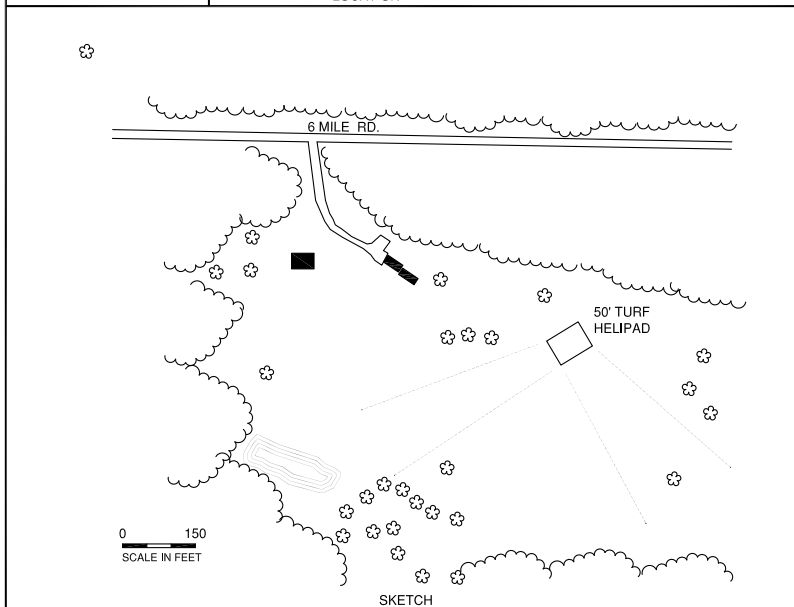 6 MILE RD.
50' TURF
HELIPAD
0 150
SCALE IN FEET
SKETCH